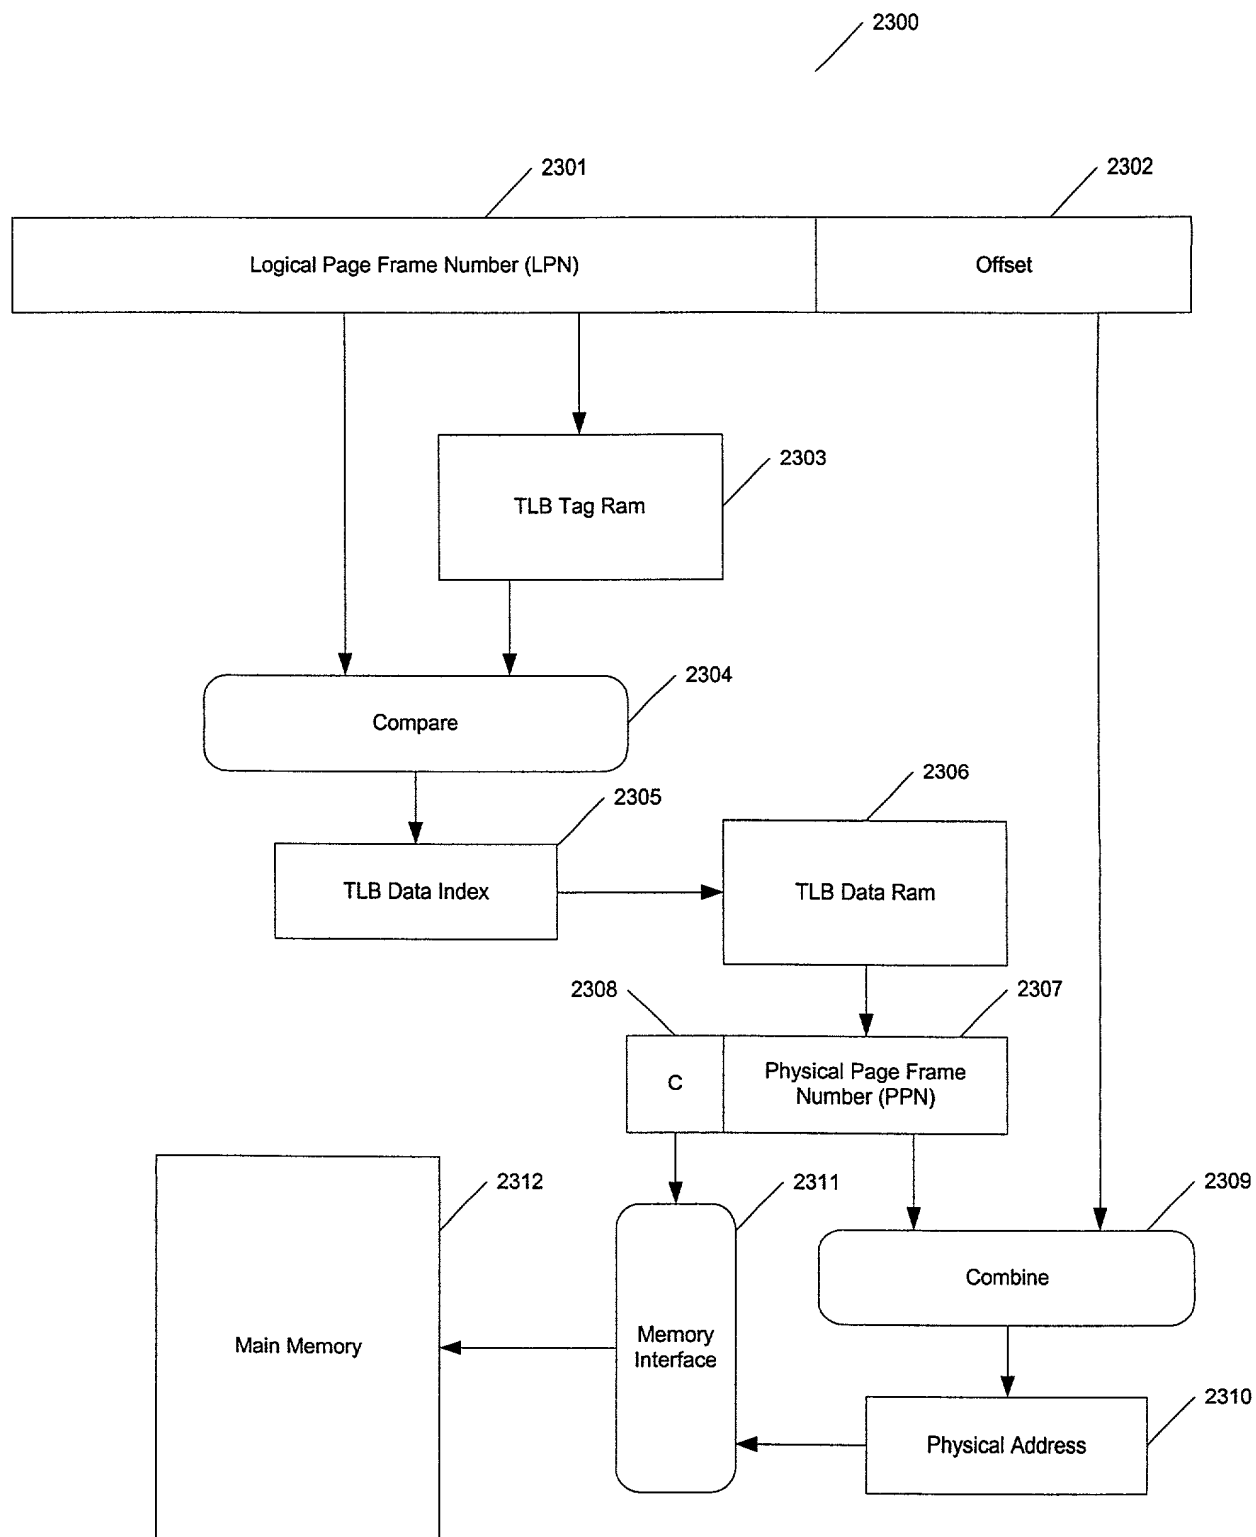 2300
2301
2302
Logical Page Frame Number (LPN)
Offset
2303
TLB Tag Ram
2304
Compare
2306
2305
TLB Data Index
TLB Data Ram
2308
2307
C
Physical Page Frame
Number (PPN)
2312
2311
2309
Combine
Main Memory
Memory
Interface
2310
Physical Address